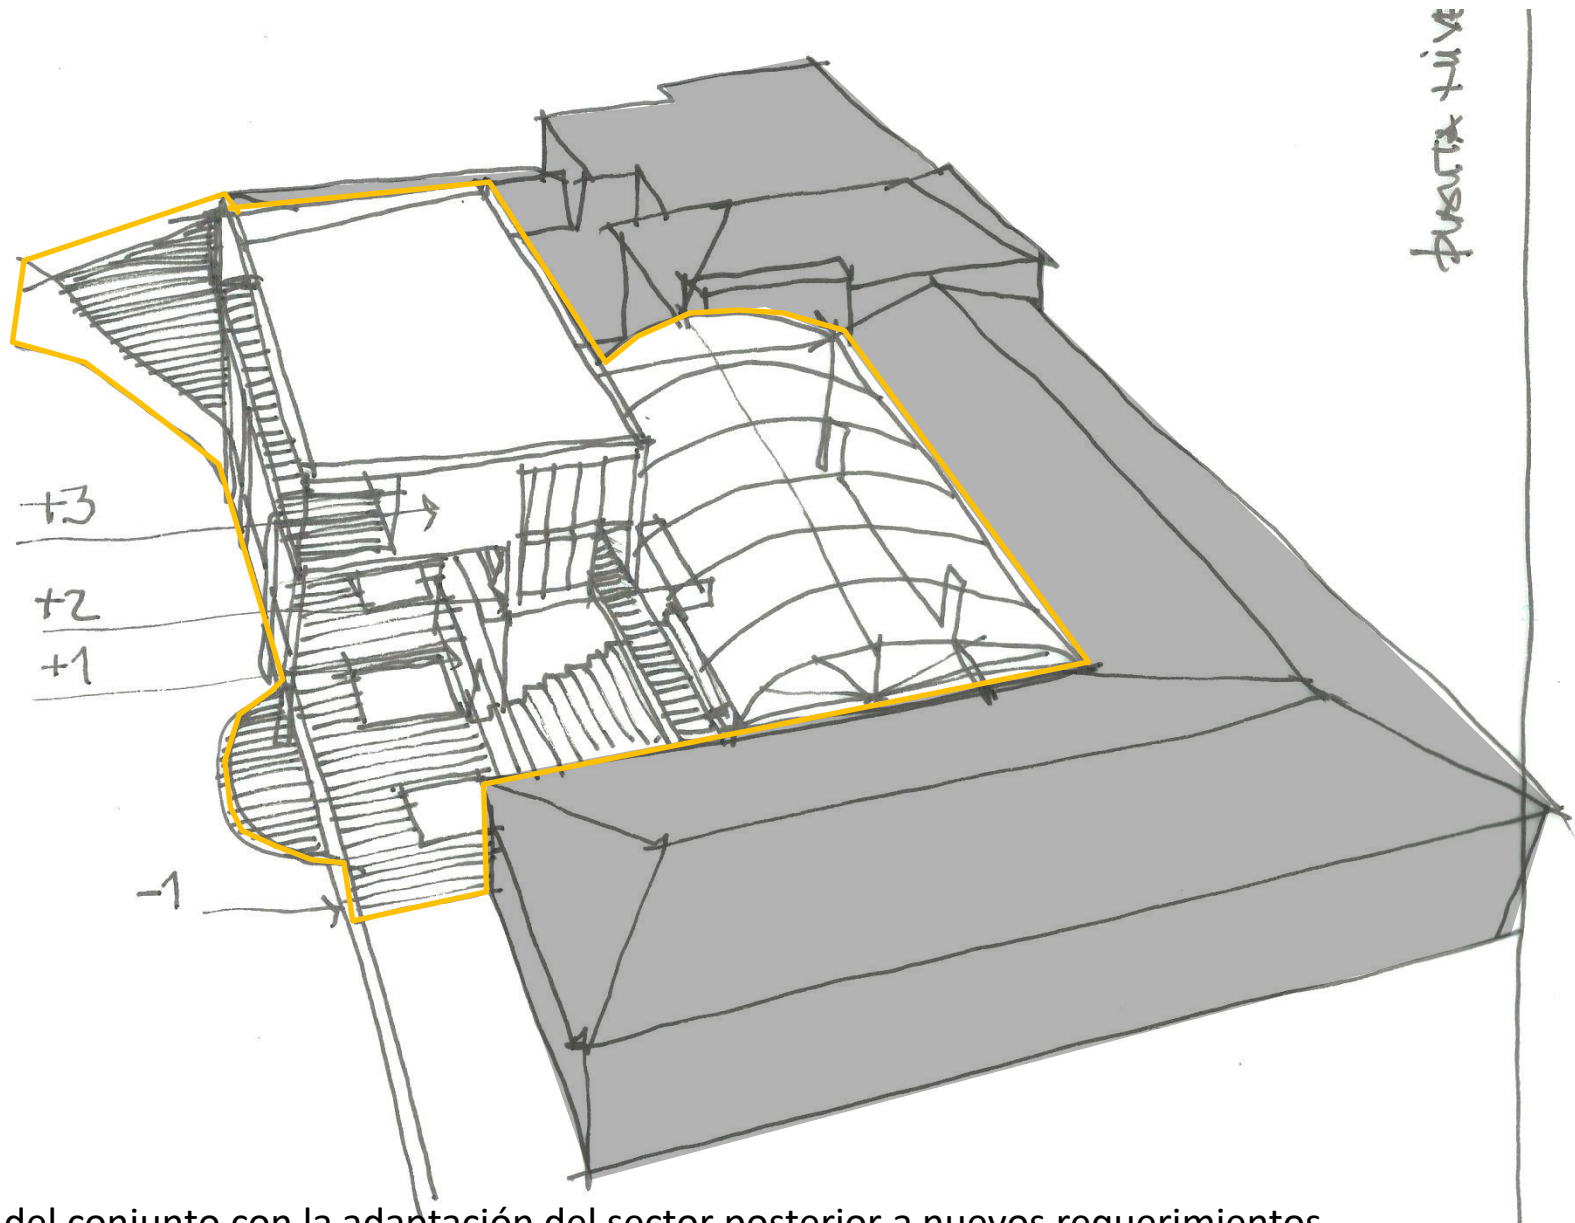 +3
+2
+1
-1
del conjunto con la adaptación del sector posterior a nuevos requerimientos